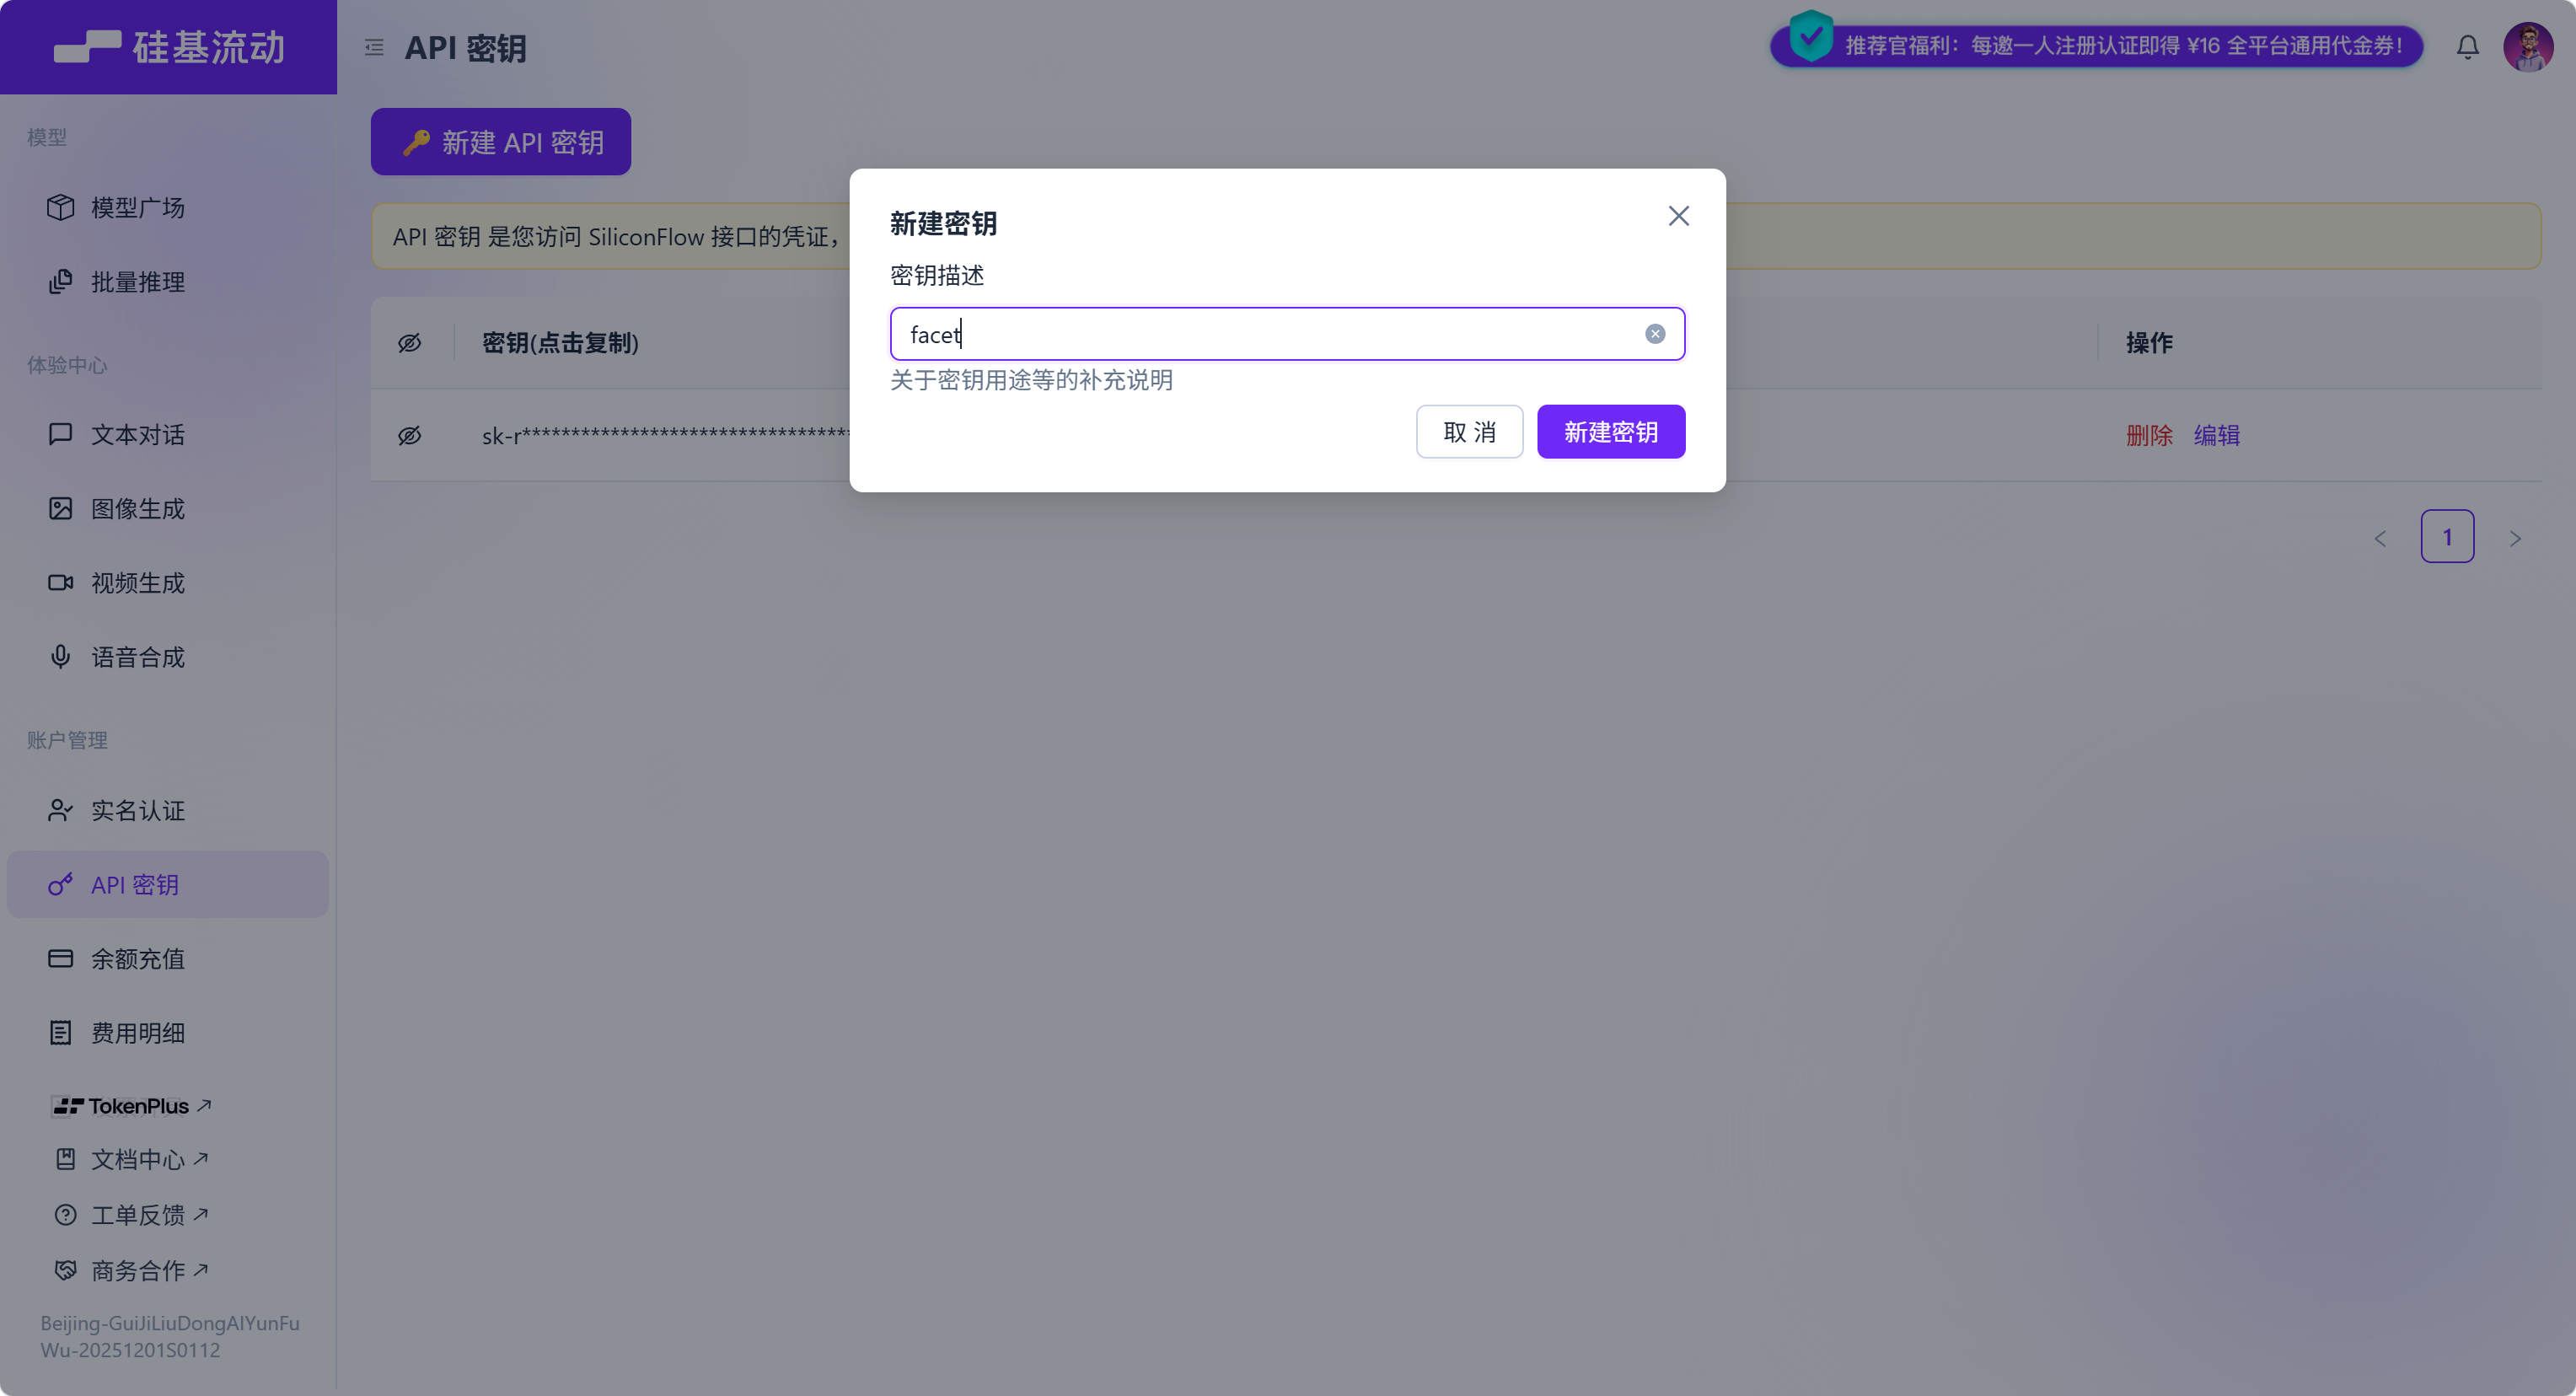 硅基流动
API 密钥
推荐官福利：每邀一人注册认证即得 ¥16 全平台通用代金券！
模型
模型广场
批量推理
体验中心
文本对话
图像生成
视频生成
语音合成
账户管理
实名认证
API 密钥
余额充值
费用明细
TokenPlus
文档中心
工单反馈
商务合作
Beijing-GuiJiLiuDongAIYunFu
Wu-20251201S0112
新建 API 密钥
API 密钥 是您访问 SiliconFlow 接口的凭证，
密钥(点击复制)
操作
sk-r**********************************
删除 编辑
1
新建密钥
密钥描述
facet
关于密钥用途等的补充说明
取 消
新建密钥